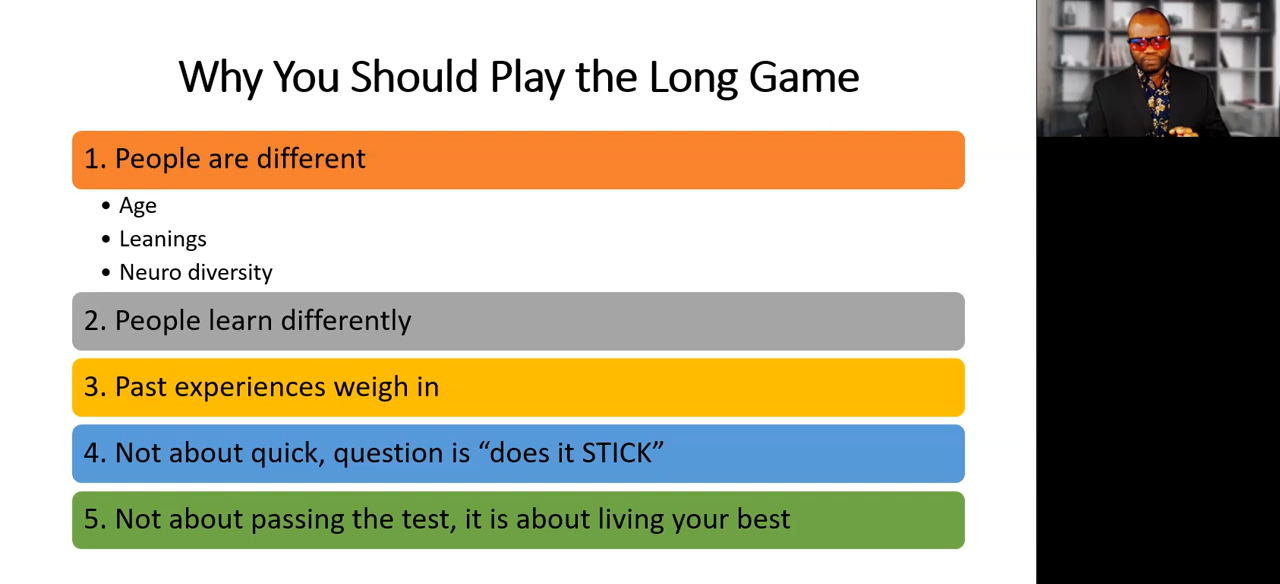 Why You Should Play the Long Game
1. People are different
• Age
• Leanings
• Neuro diversity
2. People learn differently
3. Past experiences weigh in
4. Not about quick, question is “does it STICK”
5. Not about passing the test, it is about living your best